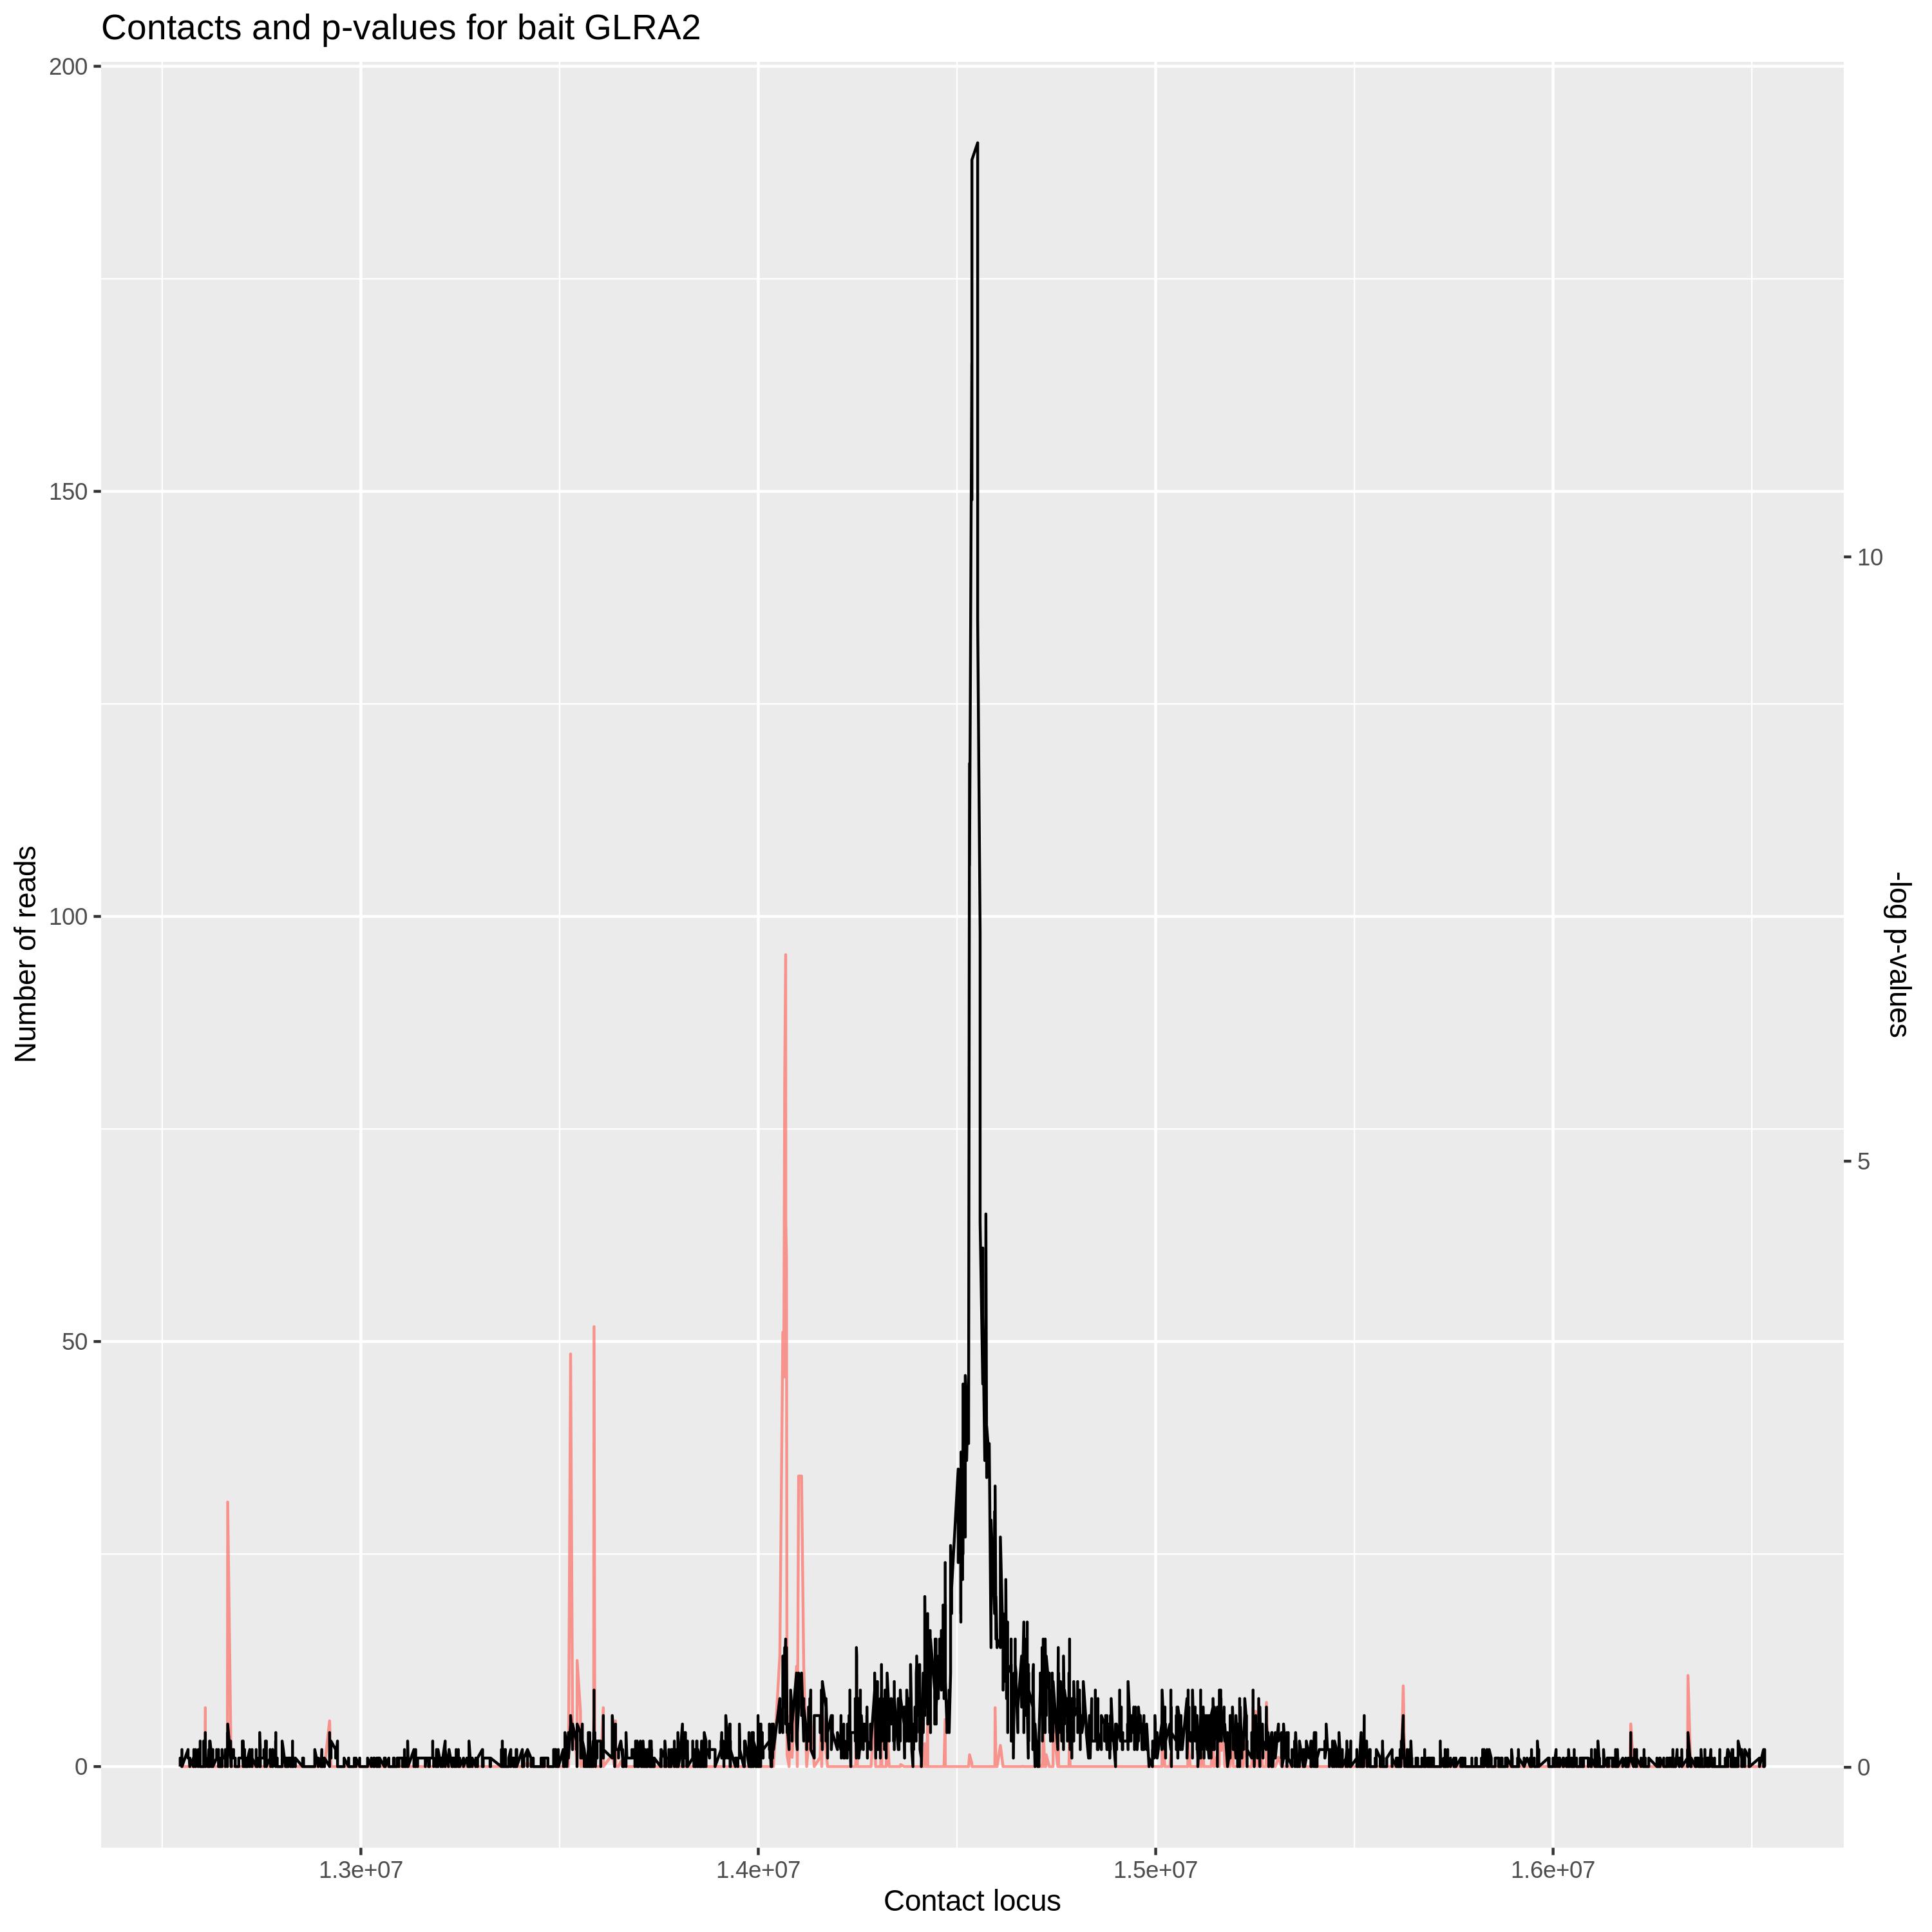 Contacts and p-values for bait GLRA2
200
150
100
50
0
Number of reads
10
5
0
-log p-values
1.3e+07
1.4e+07
1.5e+07
1.6e+07
Contact locus